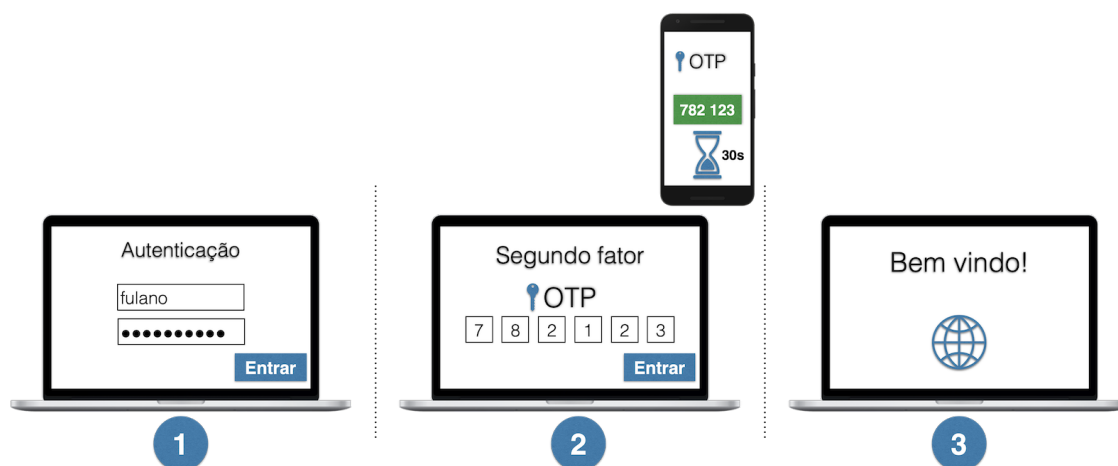 OTP
782 123
30s
Autenticação
fulano
Entrar
1
Segundo fator
OTP
7 8 2 1 2 3
Entrar
2
Bem vindo!
3